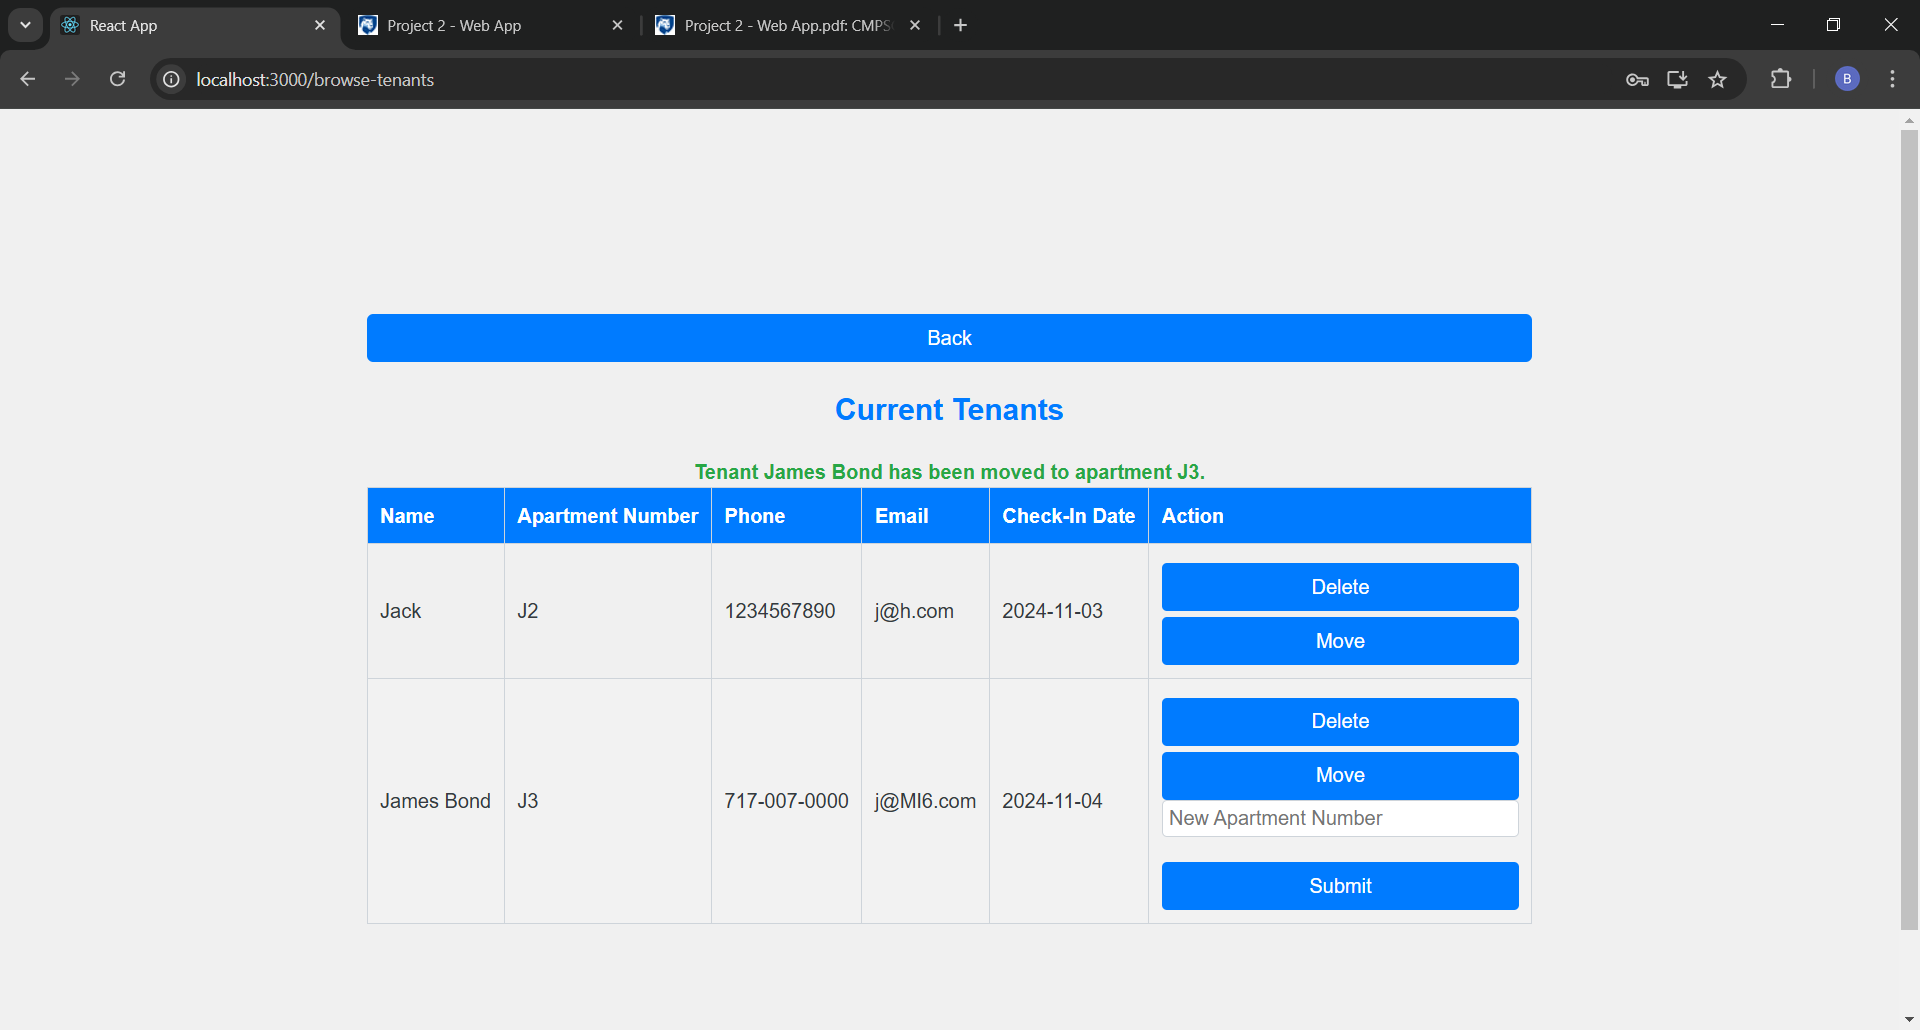 React App
Project 2 - Web App
Project 2 - Web App.pdf: CMPS
localhost:3000/browse-tenants
B
Back
Current Tenants
Tenant James Bond has been moved to apartment J3.
Name Apartment Number Phone Email Check-In Date Action
Jack J2 1234567890 j@h.com 2024-11-03
Delete
Move
James Bond J3 717-007-0000 j@MI6.com 2024-11-04
Delete
Move
New Apartment Number
Submit